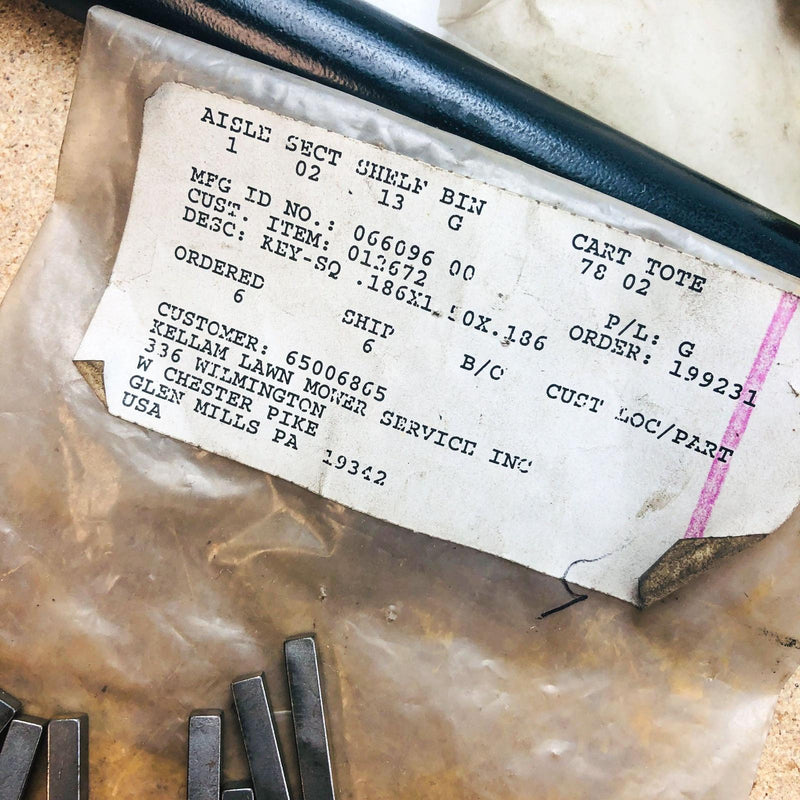 AISLE SECT SHELF BIN CART TOTE
1 02 13 G 78 02
MFG ID NO.: 066096 00 P/L: G
CUST. ITEM: 013672 ORDER: 199231
DESC: KEY-SQ .186X1.50X.186
ORDERED SHIP B/O CUST LOC/PART
6 6
CUSTOMER: 65006865
KELLAM LAWN MOWER SERVICE INC
336 WILMINGTON
W CHESTER PIKE
GLEN MILLS PA 19342
USA